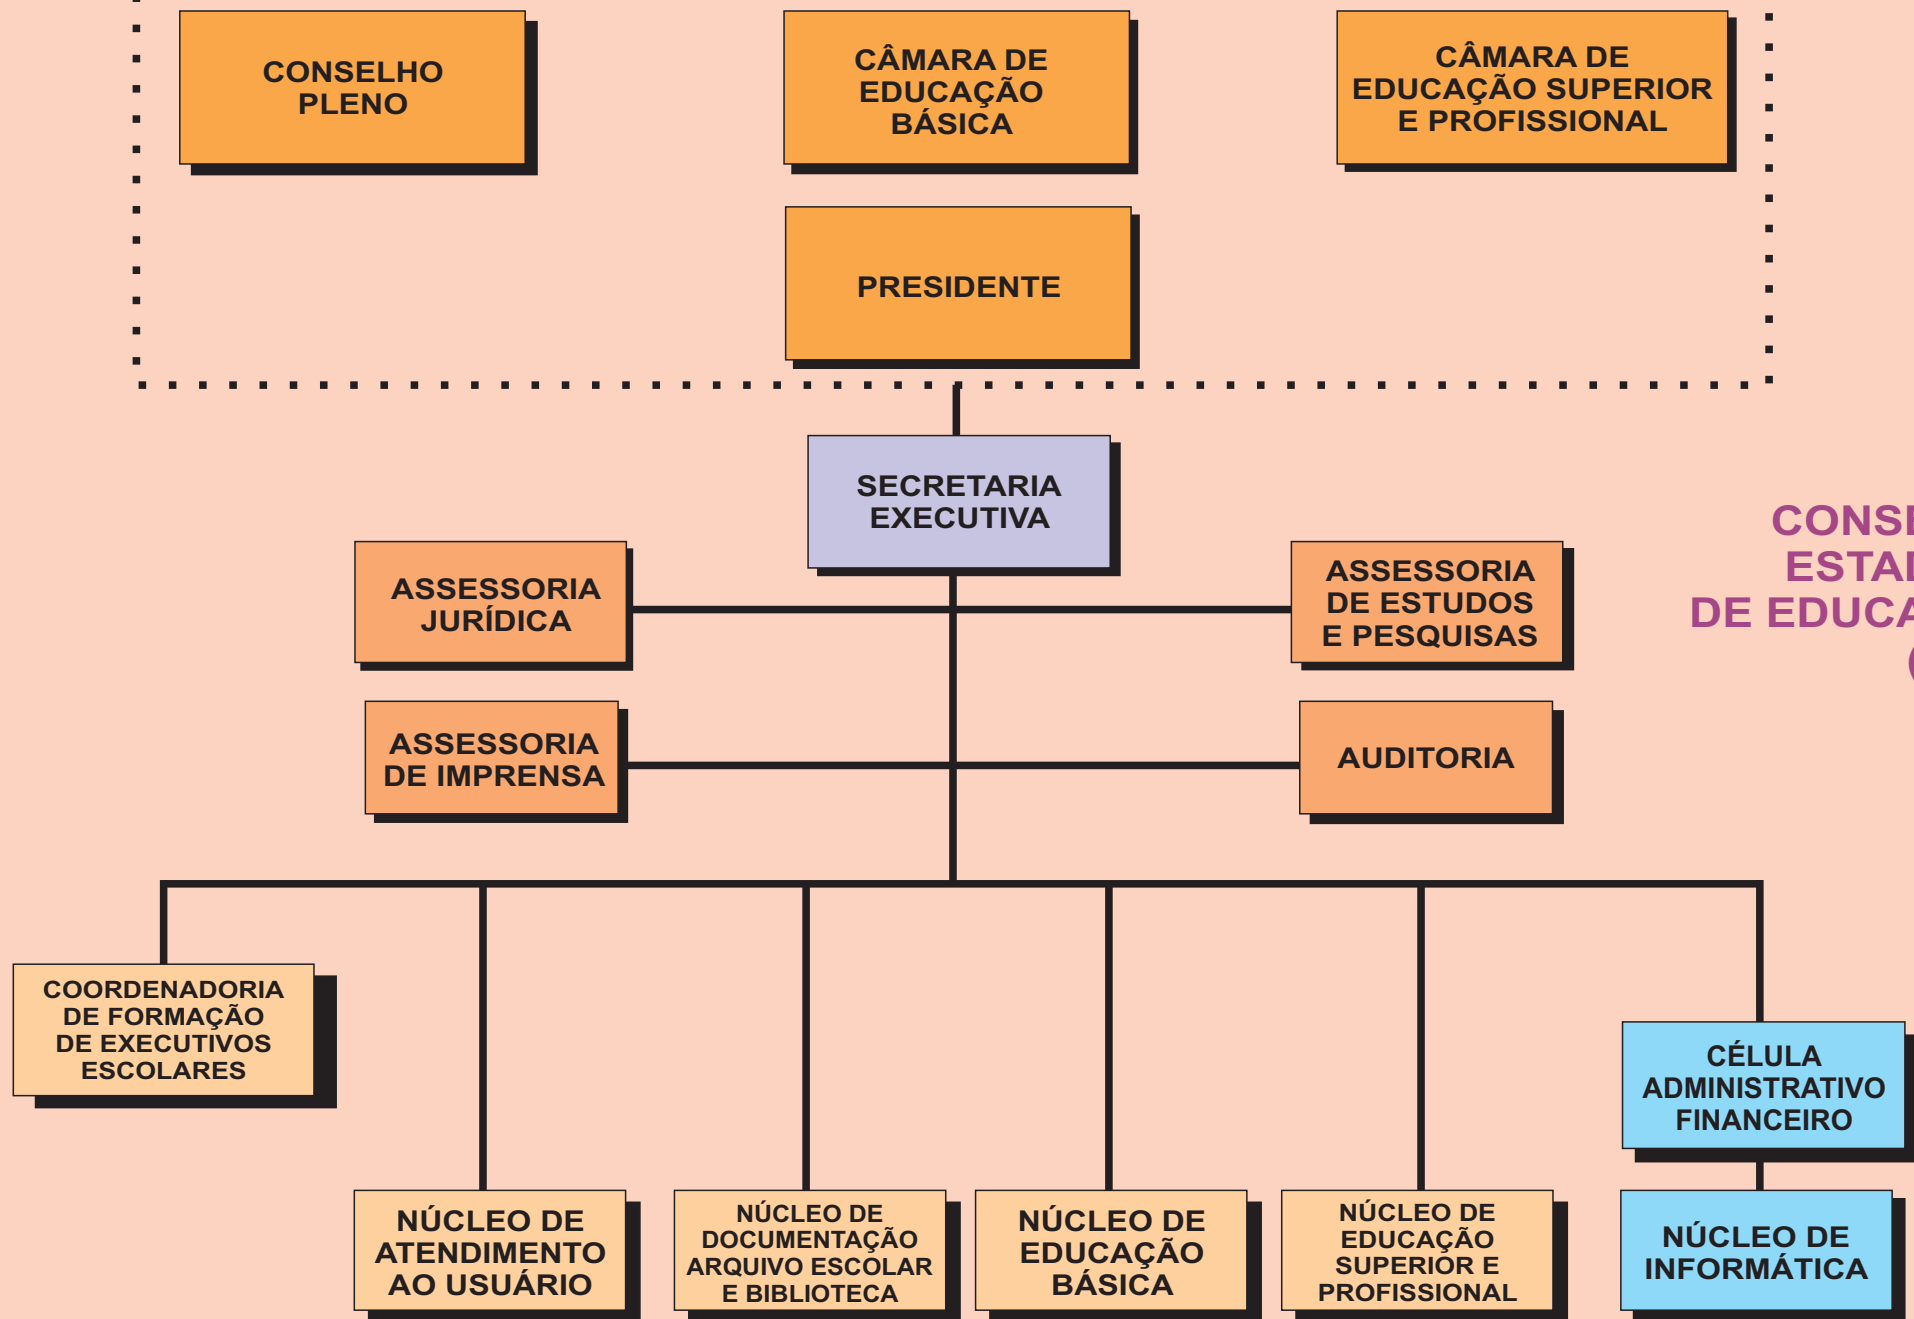 CONSELHO
PLENO
CÂMARA DE
EDUCAÇÃO
BÁSICA
CÂMARA DE
EDUCAÇÃO SUPERIOR
E PROFISSIONAL
PRESIDENTE
SECRETARIA
EXECUTIVA
ASSESSORIA
JURÍDICA
ASSESSORIA
DE ESTUDOS
E PESQUISAS
ASSESSORIA
DE IMPRENSA
AUDITORIA
DE
COORDENADORIA
DE FORMAÇÃO
DE EXECUTIVOS
ESCOLARES
CÉLULA
ADMINISTRATIVO
FINANCEIRO
NÚCLEO DE
ATENDIMENTO
AO USUÁRIO
NÚCLEO DE
DOCUMENTAÇÃO
ARQUIVO ESCOLAR
E BIBLIOTECA
NÚCLEO DE
EDUCAÇÃO
BÁSICA
NÚCLEO DE
EDUCAÇÃO
SUPERIOR E
PROFISSIONAL
NÚCLEO DE
INFORMÁTICA